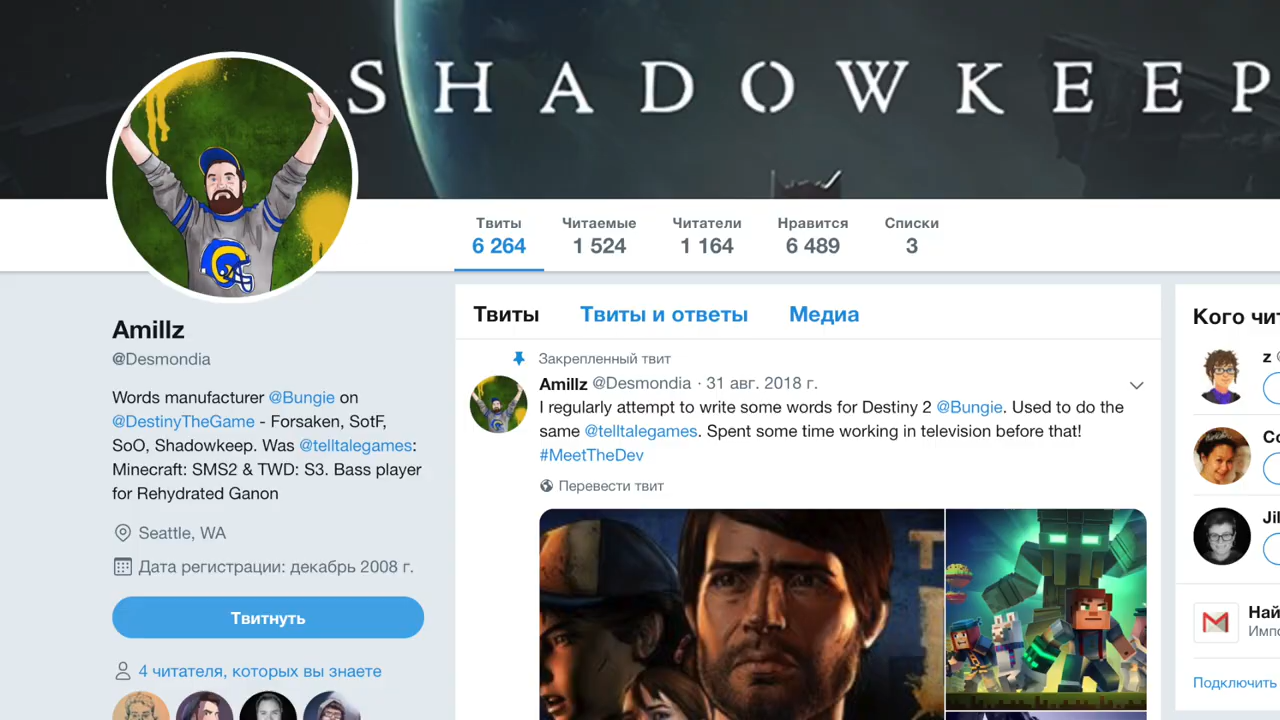 SHADOWKEEP
Твиты
6 264
Читаемые
1 524
Читатели
1 164
Нравится
6 489
Списки
3
Amillz
@Desmondia
Words manufacturer @Bungie on
@DestinyTheGame - Forsaken, SotF,
SoO, Shadowkeep. Was @telltalegames:
Minecraft: SMS2 & TWD: S3. Bass player
for Rehydrated Ganon
Seattle, WA
Дата регистрации: декабрь 2008 г.
Твитнуть
4 читателя, которых вы знаете
Твиты
Твиты и ответы
Медиа
Закрепленный твит
Amillz @Desmondia · 31 авг. 2018 г.
I regularly attempt to write some words for Destiny 2 @Bungie. Used to do the
same @telltalegames. Spent some time working in television before that!
#MeetTheDev
Перевести твит
Кого чит
z @
Co
Jil
Най
Импо
Подключить